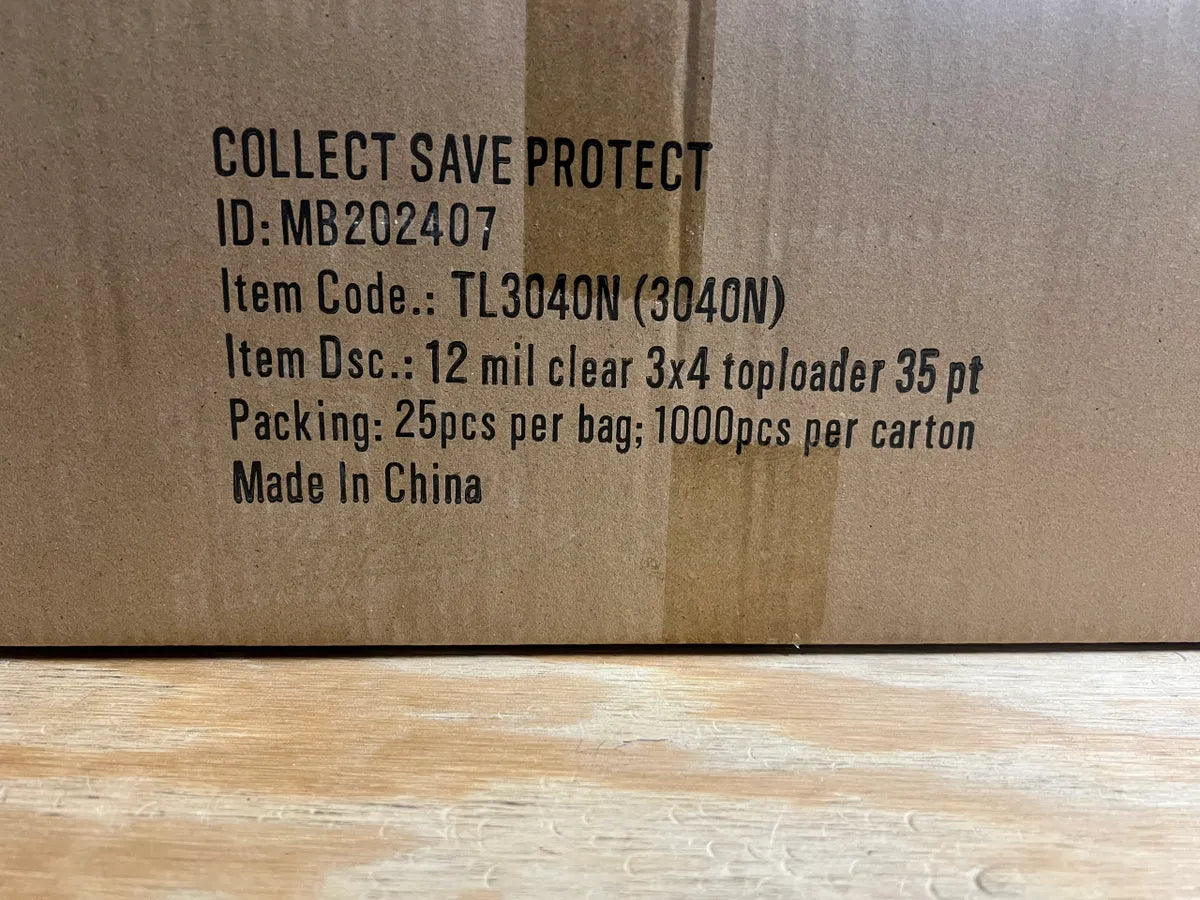 COLLECT SAVE PROTECT
ID: MB202407
Item Code.: TL3040N (3040N)
Item Dsc.: 12 mil clear 3x4 toploader 35 pt
Packing: 25pcs per bag; 1000pcs per carton
Made In China